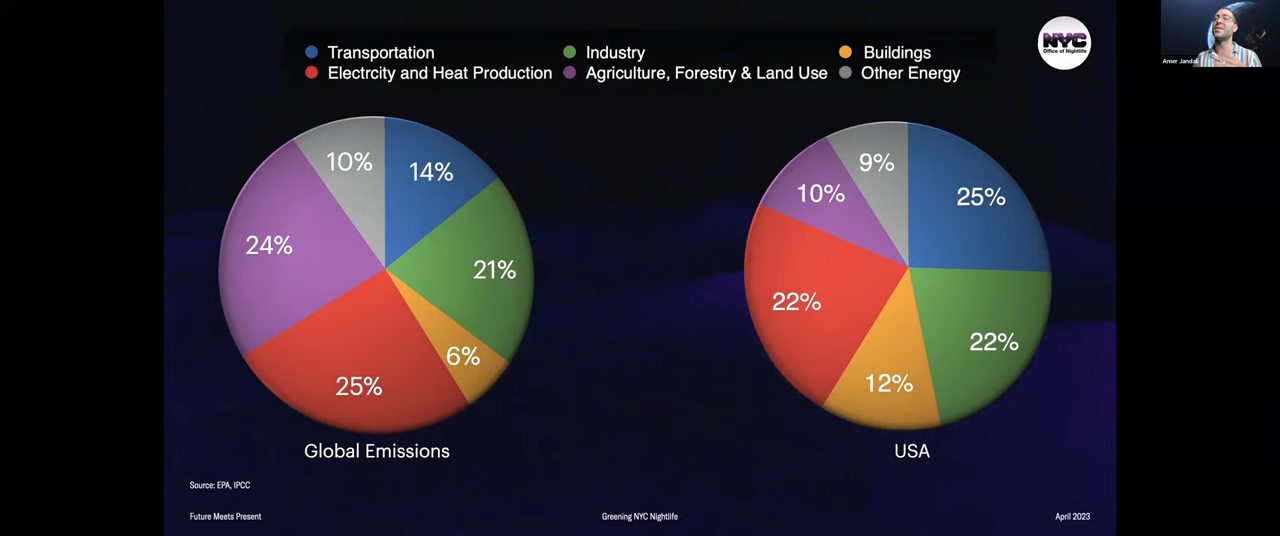 Transportation
Industry
Buildings
Electrcity and Heat Production
Agriculture, Forestry & Land Use
Other Energy
NYC
Office of Nightlife
10%
14%
24%
21%
6%
25%
Global Emissions
9%
25%
10%
22%
22%
12%
USA
Source: EPA, IPCC
Future Meets Present
Greening NYC Nightlife
April 2023
Amer Jandali